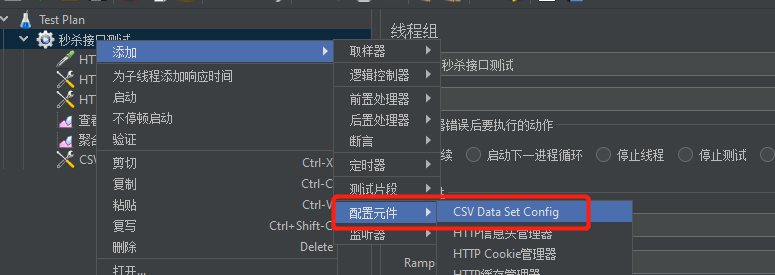 Test Plan
秒杀接口测试
HT
HT
HT
查看
聚合
CSV
添加
为子线程添加响应时间
启动
不停顿启动
验证
剪切 Ctrl-X
复制 Ctrl-C
粘贴 Ctrl-V
复写 Ctrl+Shift-C
删除 Delete
打开...
取样器
逻辑控制器
前置处理器
后置处理器
断言
定时器
测试片段
配置元件
监听器
CSV Data Set Config
HTTP信息头管理器
HTTP Cookie管理器
HTTP缓存管理器
线程组
秒杀接口测试
器错误后要执行的动作
续 启动下一进程循环 停止线程 停止测试
Ramp